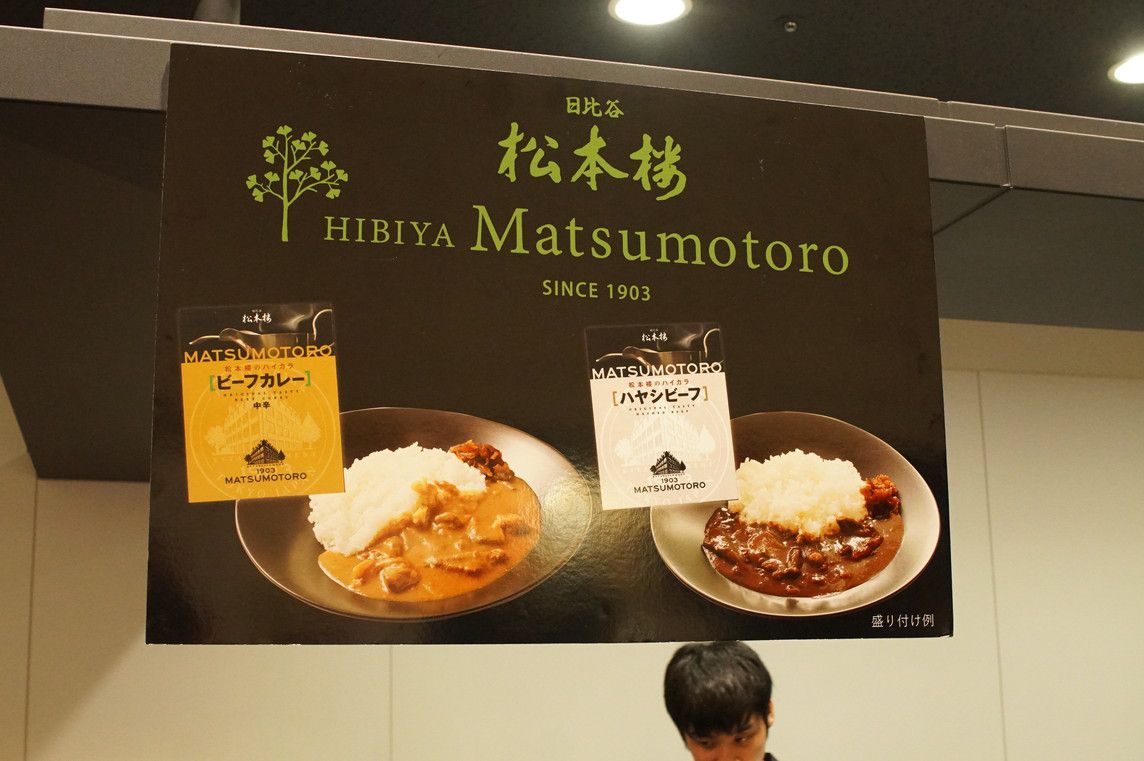 日比谷
松本楼
HIBIYA Matsumotoro
SINCE 1903
松本楼
MATSUMOTORO
松本楼のハイカラ
[ビーフカレー]
中辛
1903
MATSUMOTORO
松本楼
MATSUMOTORO
松本楼のハイカラ
[ハヤシビーフ]
1903
MATSUMOTORO
盛り付け例